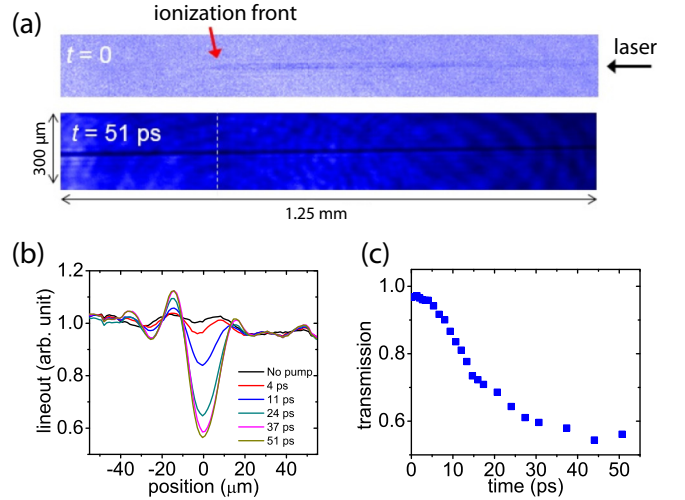 (a)
ionization front
laser
t = 0
t = 51 ps
300 μm
1.25 mm
(b)
lineout (arb. unit)
1.2
1.0
0.8
0.6
No pump
4 ps
11 ps
24 ps
37 ps
51 ps
-40 -20 0 20 40
position (μm)
(c)
transmission
1.0
0.8
0.6
0 10 20 30 40 50
time (ps)